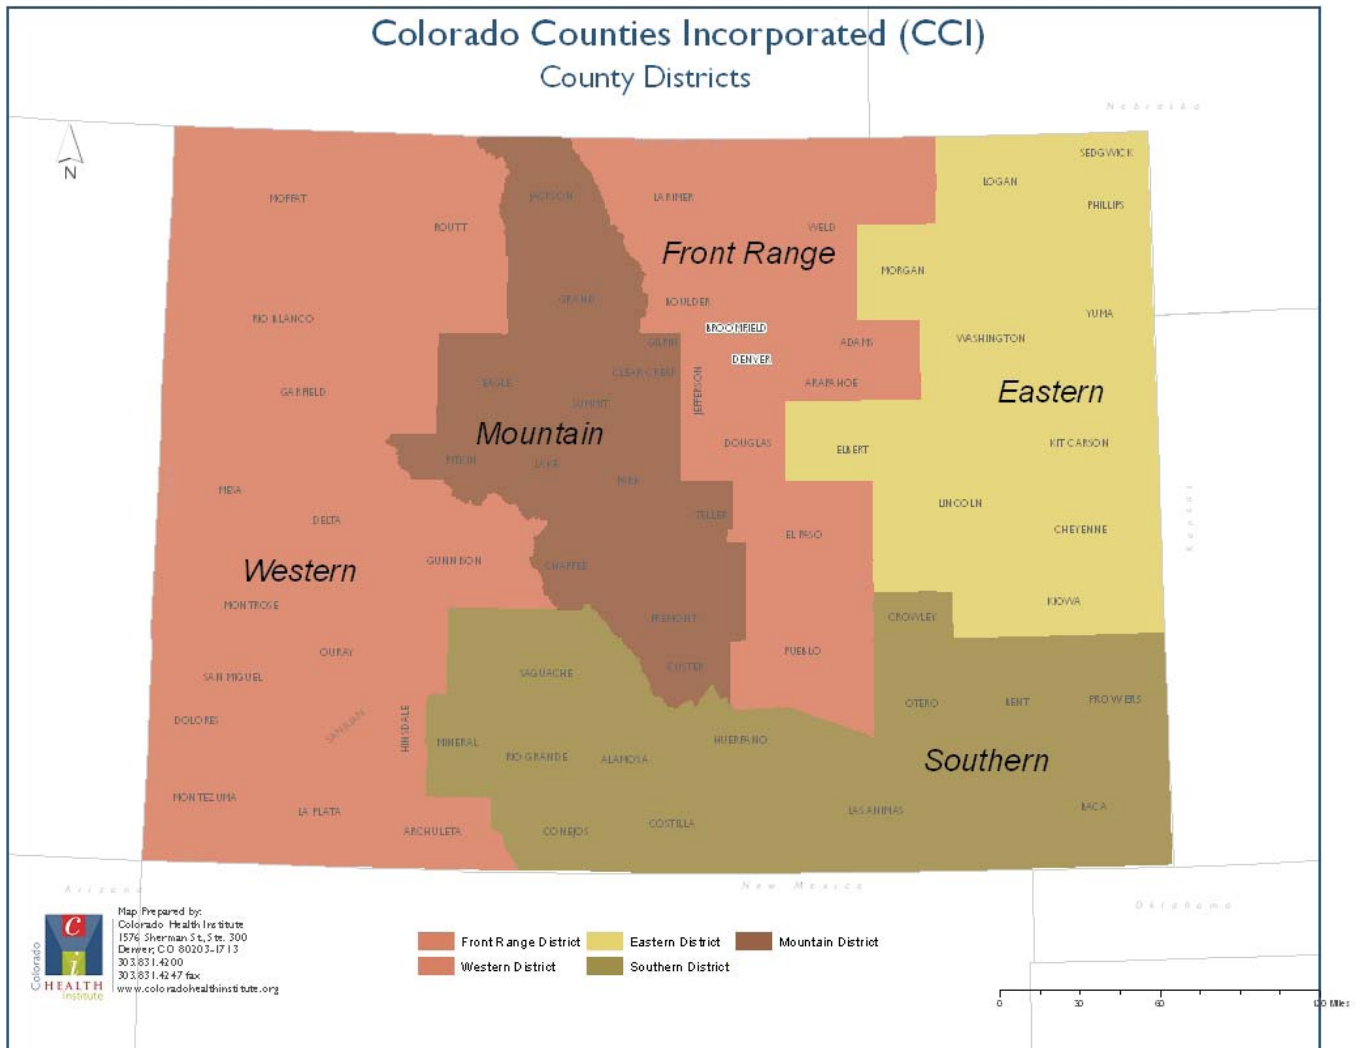 Colorado Counties Incorporated (CCI)
County Districts
Nebraska
N
SEDGWICK
LOGAN
MOFFAT
JACKSON
LARIMER
PHILLIPS
ROUTT
WELD
Front Range
MORGAN
GRAND
BOULDER
RIO BLANCO
YUMA
BROOMFIELD
GILPIN
ADAMS
WASHINGTON
DENVER
CLEAR CREEK
EAGLE
JEFFERSON
ARAPAHOE
GARFIELD
Eastern
SUMMIT
Mountain
DOUGLAS
ELBERT
KIT CARSON
PITKIN
LAKE
PARK
MESA
LINCOLN
DELTA
TELLER
Kansas
CHEYENNE
EL PASO
GUNNISON
CHAFFEE
Western
MONTROSE
KIOWA
FREMONT
CROWLEY
OURAY
PUEBLO
CUSTER
SAN MIGUEL
SAGUACHE
OTERO
BENT
PROWERS
DOLORES
SAN JUAN
HINSDALE
MINERAL
HUERFANO
RIO GRANDE
ALAMOSA
Southern
MONTEZUMA
LA PLATA
ARCHULETA
CONEJOS
COSTILLA
LAS ANIMAS
BACA
Arizona
New Mexico
Oklahoma
Colorado
c
i
HEALTH
Institute
Map Prepared by:
Colorado Health Institute
1576 Sherman St., Ste. 300
Denver, CO 80203-1713
303.831.4200
303.831.4247 fax
www.coloradohealthinstitute.org
Front Range District
Eastern District
Mountain District
Western District
Southern District
0 30 60 120 Miles